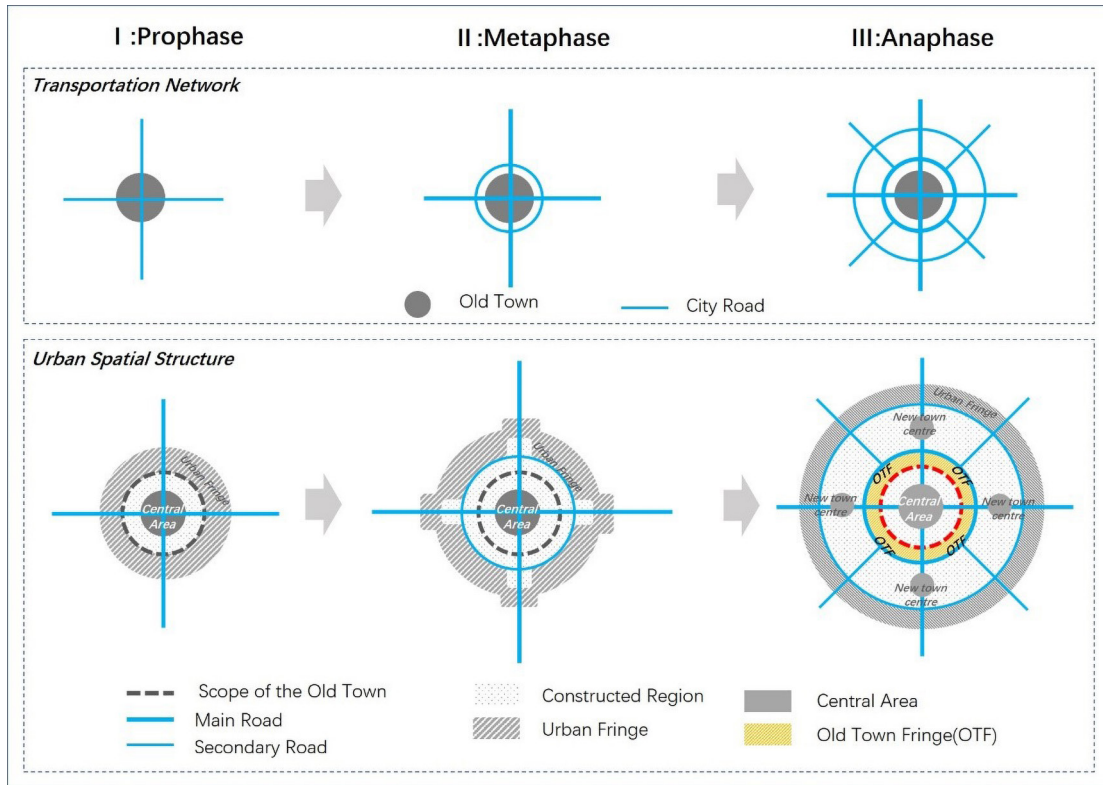 I :Prophase
II :Metaphase
III:Anaphase
Transportation Network
Old Town
City Road
Urban Spatial Structure
Urban Fringe
Central
Area
Urban Fringe
Central
Area
Urban Fringe
New town
centre
OTF
OTF
New town
centre
Central
Area
New town
centre
OTF
OTF
New town
centre
Scope of the Old Town
Main Road
Secondary Road
Constructed Region
Urban Fringe
Central Area
Old Town Fringe(OTF)